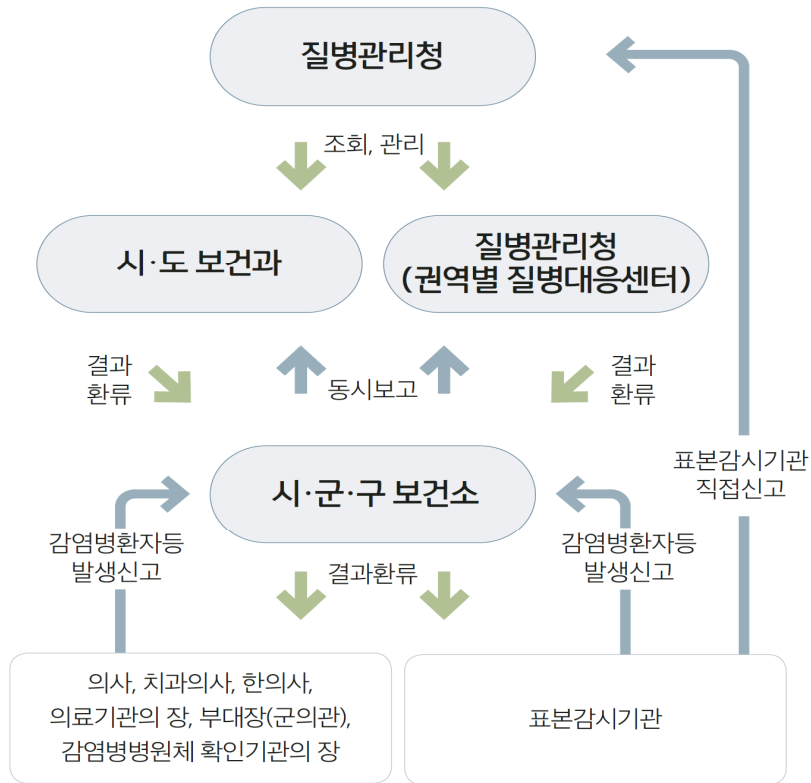 질병관리청
조회, 관리
시·도 보건과
질병관리청
(권역별 질병대응센터)
결과
환류
동시보고
결과
환류
표본감시기관
직접신고
시·군·구 보건소
감염병환자등
발생신고
결과환류
감염병환자등
발생신고
의사, 치과의사, 한의사,
의료기관의 장, 부대장(군의관),
감염병병원체 확인기관의 장
표본감시기관